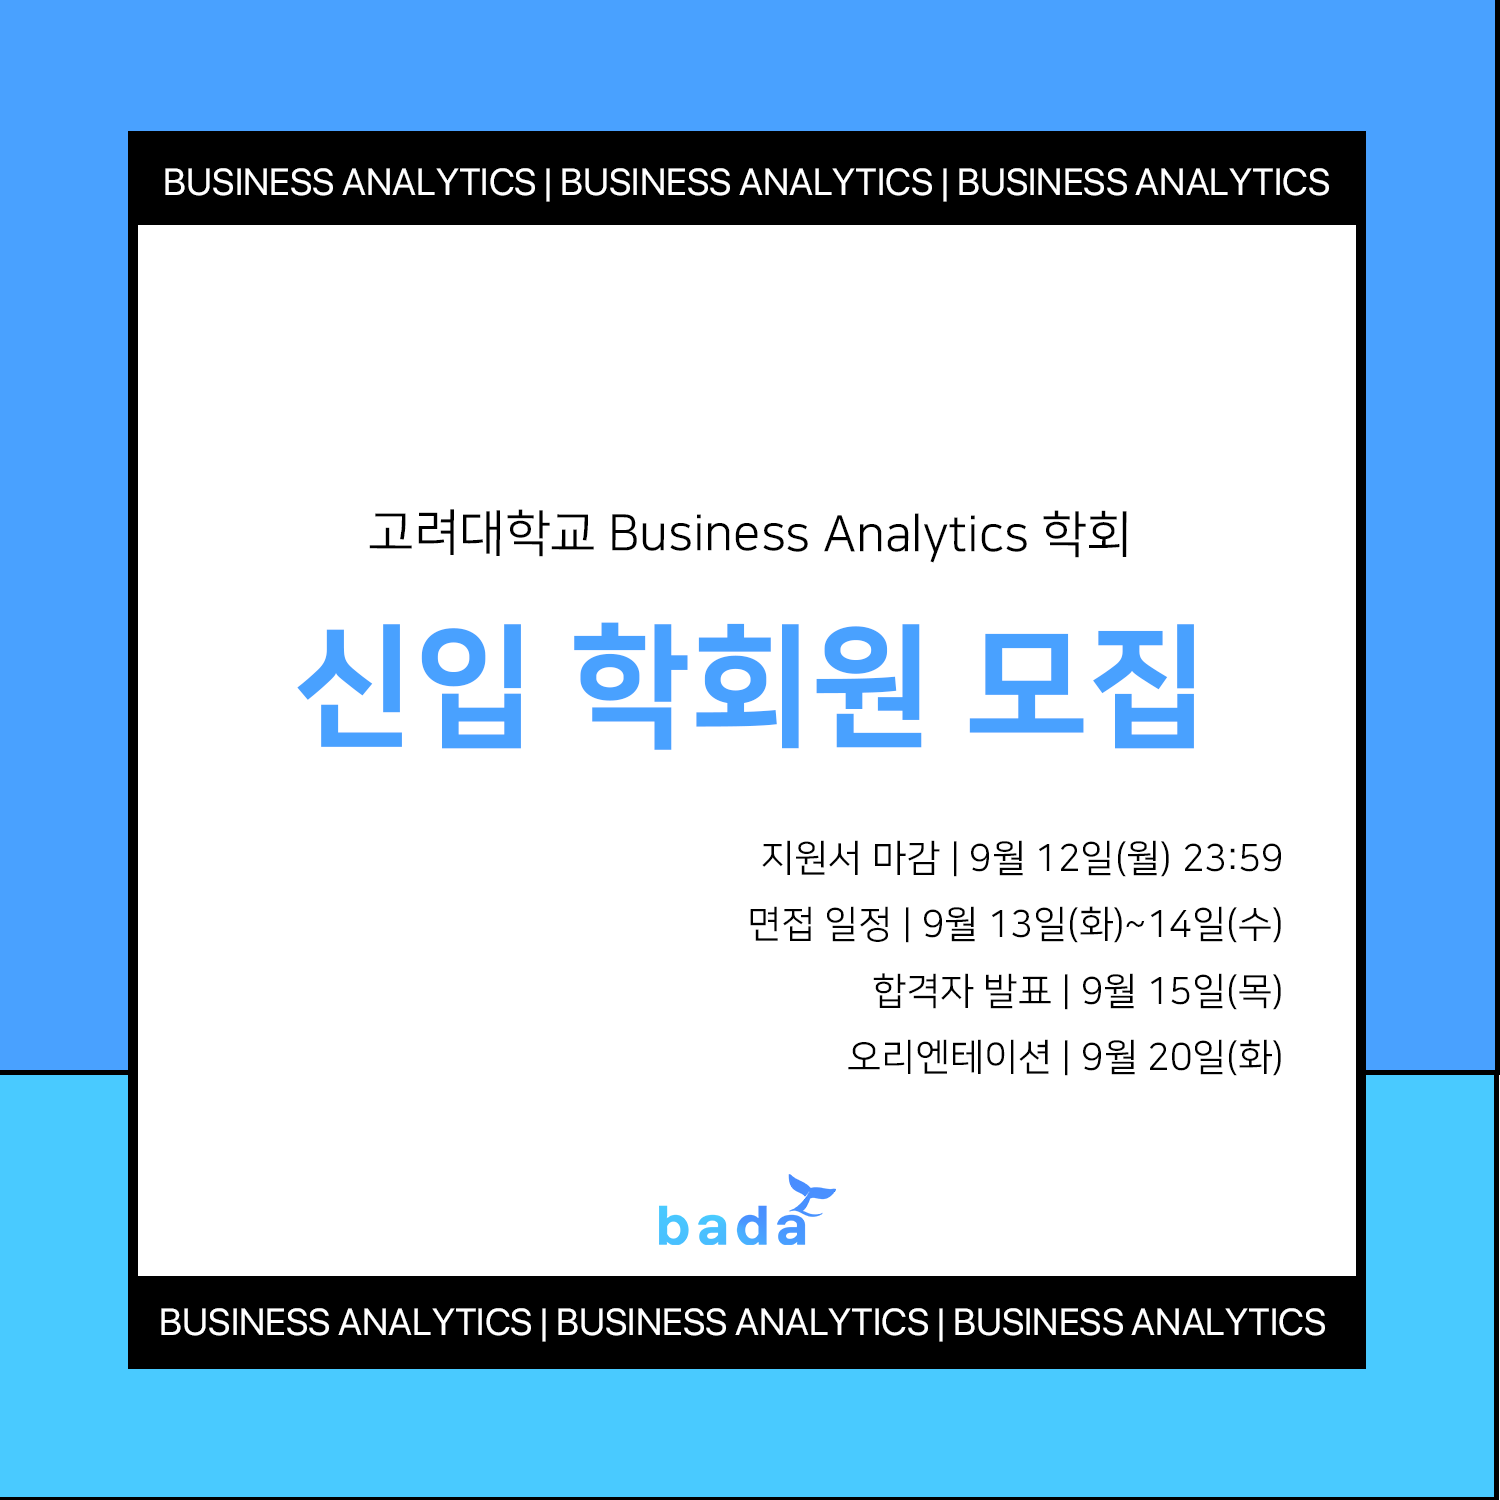 BUSINESS ANALYTICS | BUSINESS ANALYTICS | BUSINESS ANALYTICS
고려대학교 Business Analytics 학회
신입 학회원 모집
지원서 마감 | 9월 12일(월) 23:59
면접 일정 | 9월 13일(화)~14일(수)
합격자 발표 | 9월 15일(목)
오리엔테이션 | 9월 20일(화)
bada
BUSINESS ANALYTICS | BUSINESS ANALYTICS | BUSINESS ANALYTICS